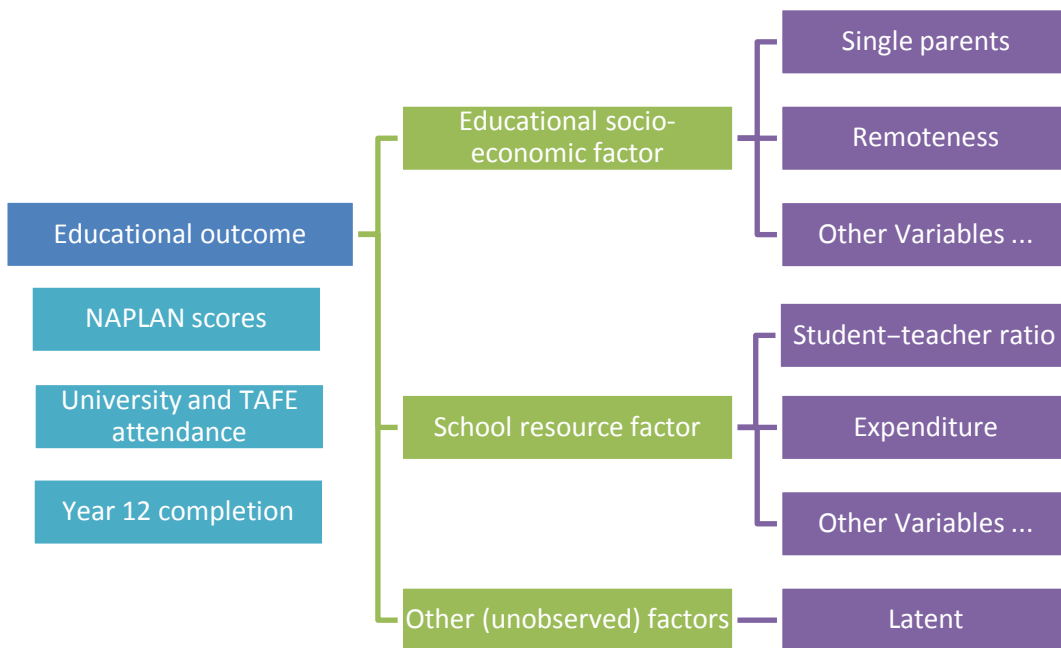 Educational outcome
NAPLAN scores
University and TAFE
attendance
Year 12 completion
Educational socio-
economic factor
School resource factor
Other (unobserved) factors
Single parents
Remoteness
Other Variables ...
Student–teacher ratio
Expenditure
Other Variables ...
Latent